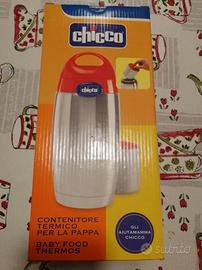 chicco
chicco
CONTENITORE
TERMICO
PER LA PAPPA
BABY FOOD
THERMOS
GLI
AIUTAMAMMA
CHICCO
subito